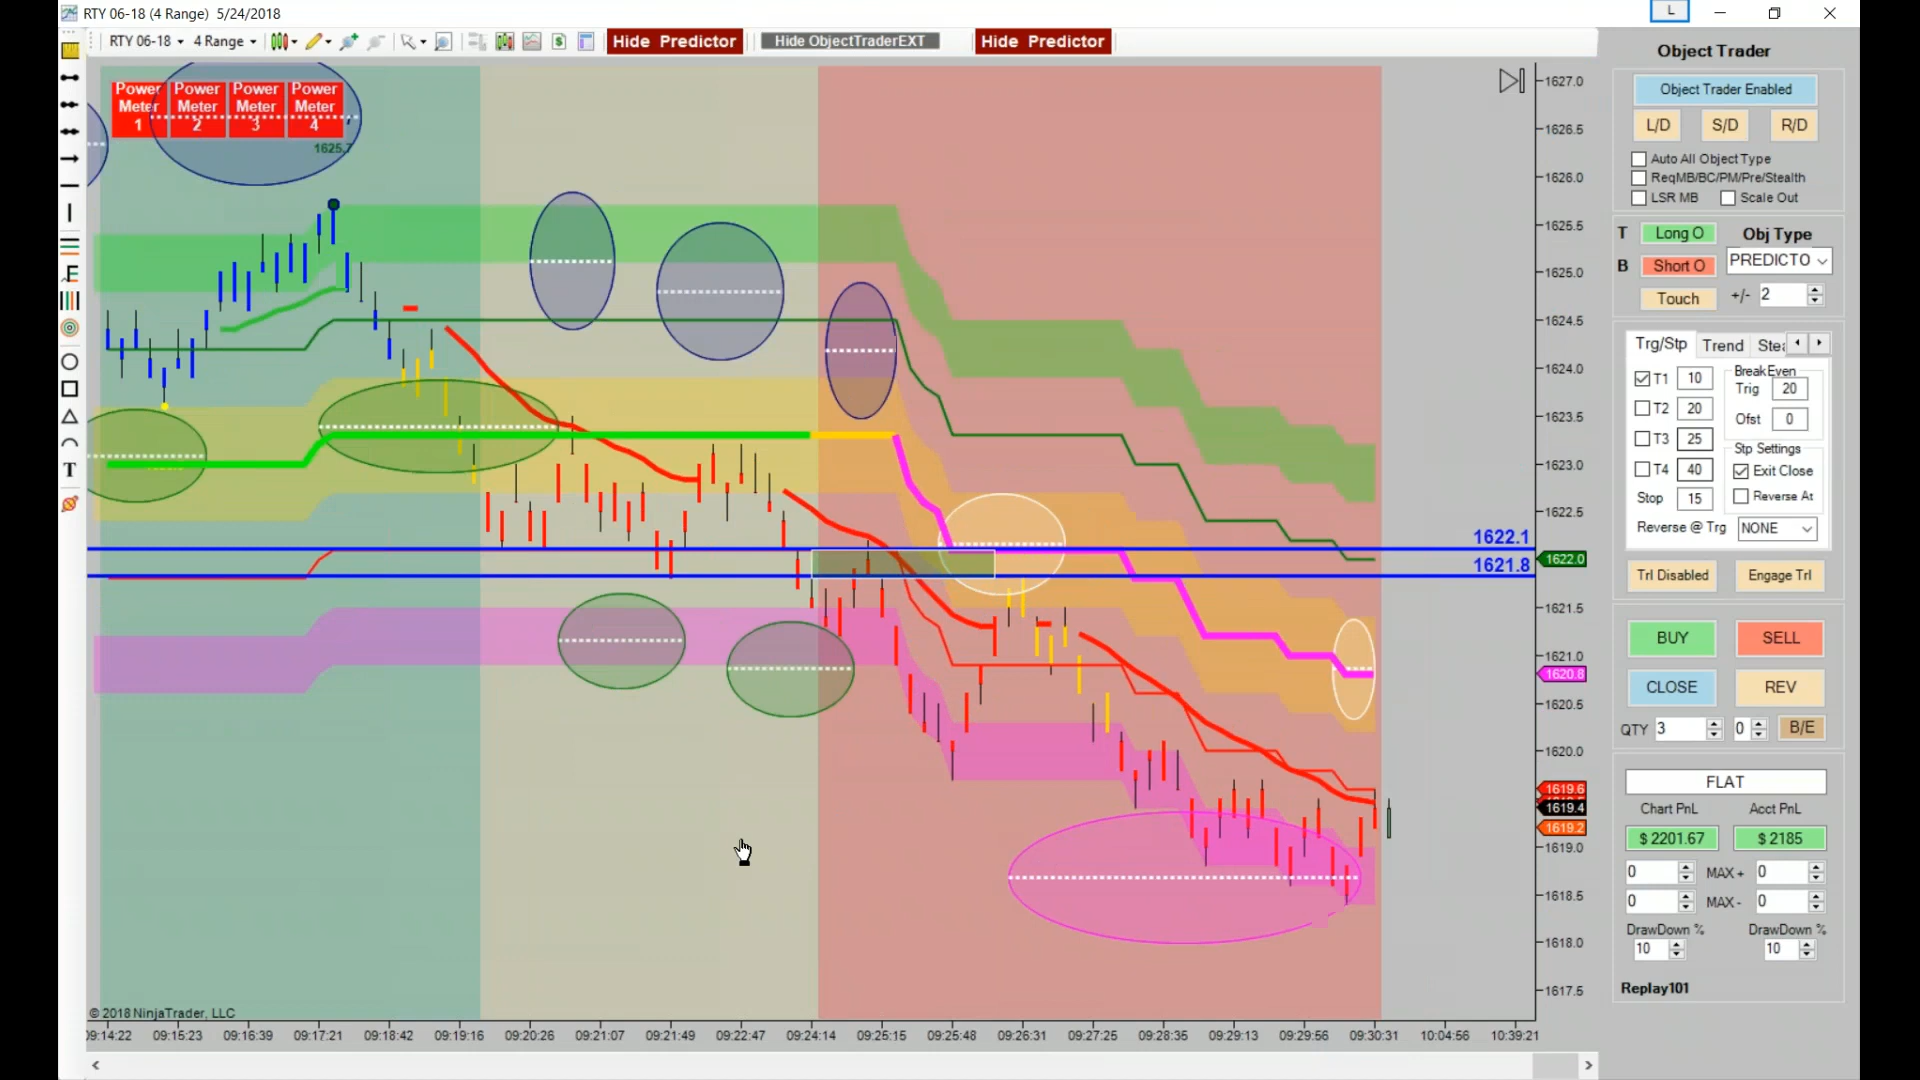 RTY 06-18 (4 Range) 5/24/2018
L
RTY 06-18 4 Range Hide Predictor Hide ObjectTraderEXT Hide Predictor
Power Meter 1
Power Meter 2
Power Meter 3
Power Meter 4
1625.7
1622.1
1621.8
1627.0
1626.5
1626.0
1625.5
1625.0
1624.5
1624.0
1623.5
1623.0
1622.5
1622.0
1621.5
1621.0
1620.8
1620.5
1620.0
1619.6
1619.4
1619.2
1619.0
1618.5
1618.0
1617.5
© 2018 NinjaTrader, LLC
09:14:22 09:15:23 09:16:39 09:17:21 09:18:42 09:19:16 09:20:26 09:21:07 09:21:49 09:22:47 09:24:14 09:25:15 09:25:48 09:26:31 09:27:25 09:28:35 09:29:13 09:29:56 09:30:31 10:04:56 10:39:21
Object Trader
Object Trader Enabled
L/D S/D R/D
Auto All Object Type
ReqMB/BC/PM/Pre/Stealth
LSR MB Scale Out
T Long O Obj Type
B Short O PREDICTO
Touch +/- 2
Trg/Stp Trend Stea
T1 10
T2 20
T3 25
T4 40
Stop 15
BreakEven
Trig 20
Ofst 0
Stp Settings
Exit Close
Reverse At
Reverse @ Trg NONE
Trl Disabled Engage Trl
BUY SELL
CLOSE REV
QTY 3 0 B/E
FLAT
Chart PnL Acct PnL
$ 2201.67 $ 2185
0 MAX + 0
0 MAX - 0
DrawDown % DrawDown %
10 10
Replay101
T